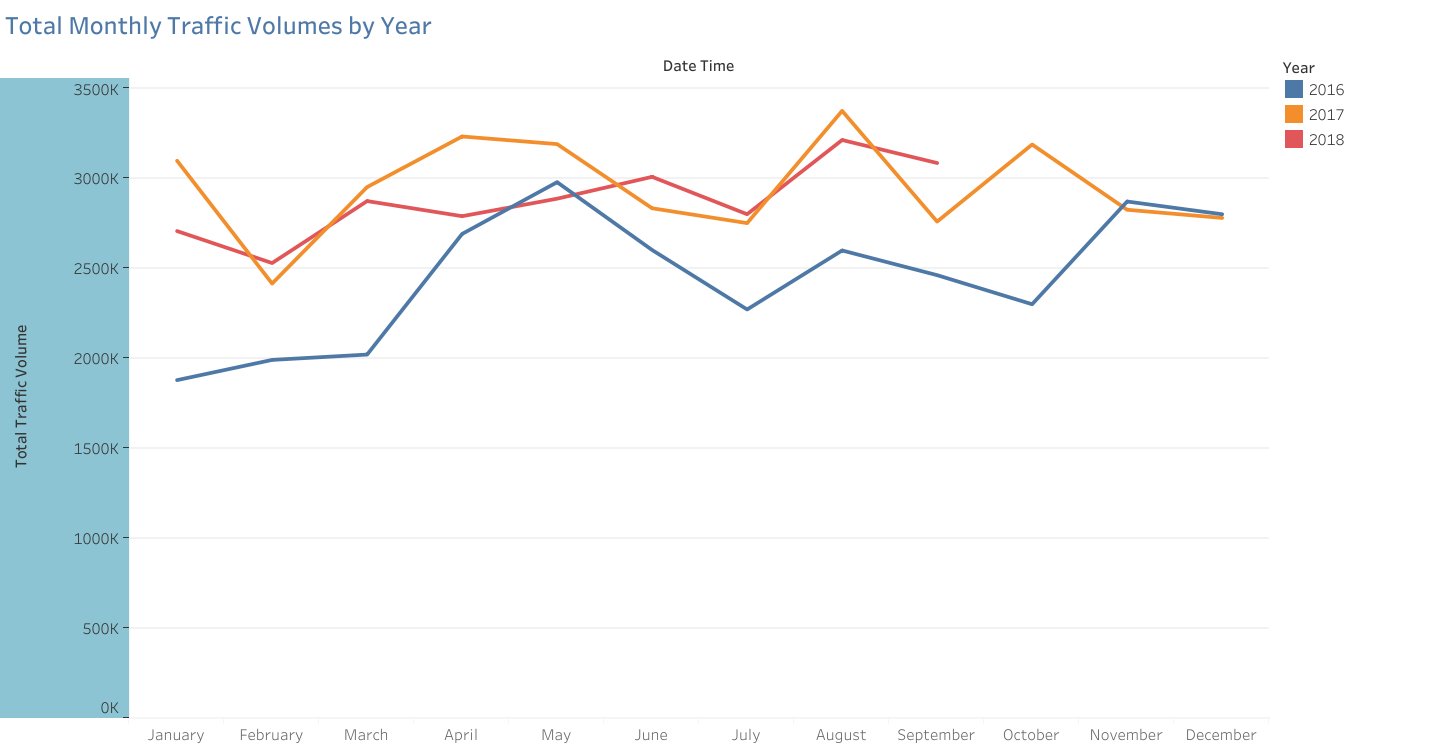 Total Monthly Traffic Volumes by Year
Date Time
Year
2016
2017
2018
Total Traffic Volume
3500K
3000K
2500K
2000K
1500K
1000K
500K
0K
January February March April May June July August September October November December